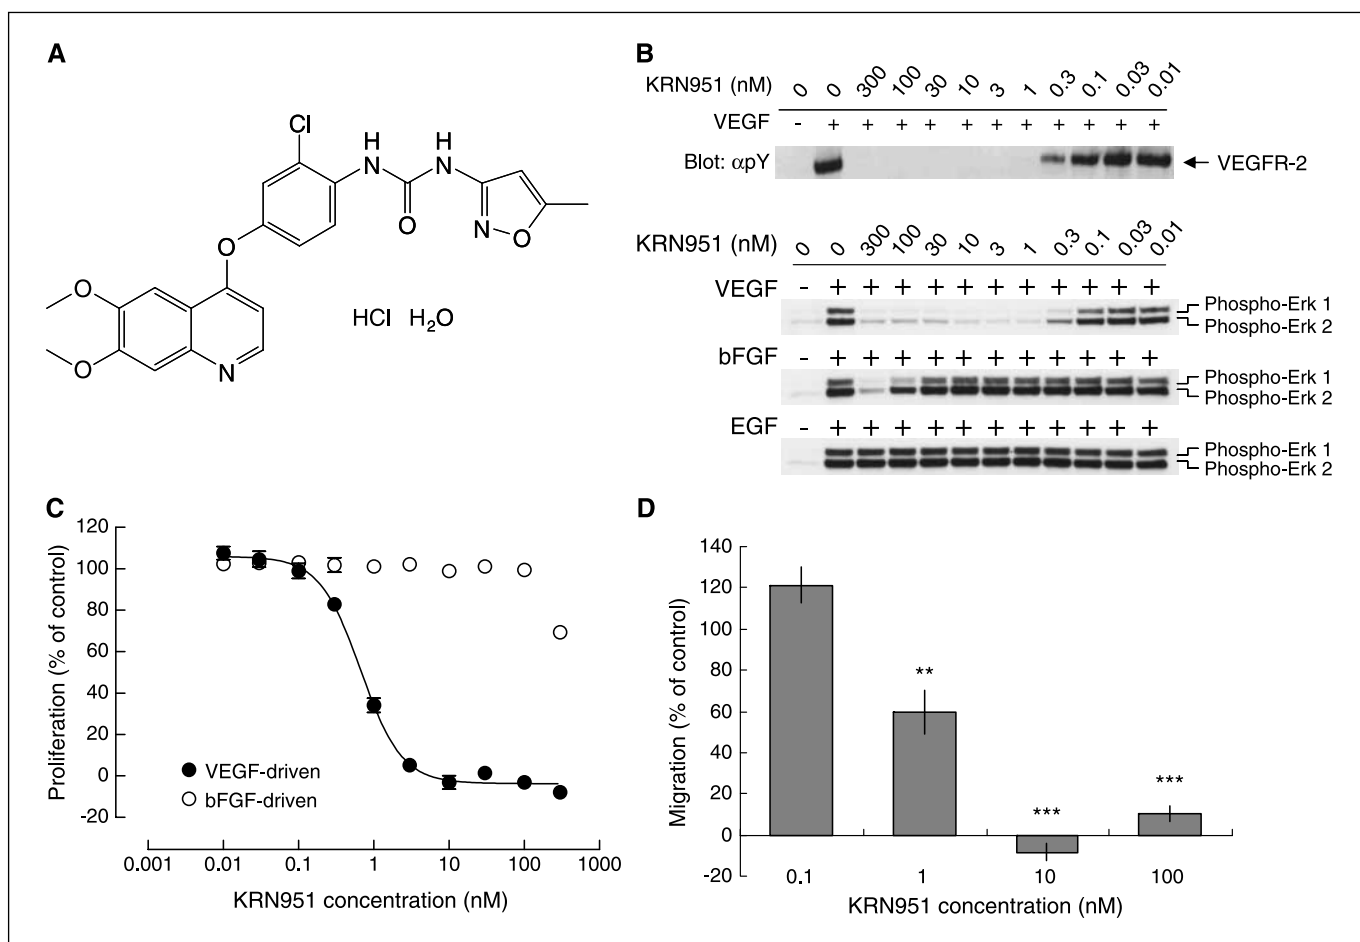 A
Cl
H
H
N
N
O
N
O
O
O
O
N
HCl H₂O
B
KRN951 (nM) 0 0 300 100 30 10 3 1 0.3 0.1 0.03 0.01
VEGF - + + + + + + + + + + +
Blot: αpY VEGFR-2
KRN951 (nM) 0 0 300 100 30 10 3 1 0.3 0.1 0.03 0.01
VEGF - + + + + + + + + + + +
Phospho-Erk 1
Phospho-Erk 2
bFGF - + + + + + + + + + + +
Phospho-Erk 1
Phospho-Erk 2
EGF - + + + + + + + + + + +
Phospho-Erk 1
Phospho-Erk 2
C
Proliferation (% of control)
120
100
80
60
40
20
0
-20
VEGF-driven
bFGF-driven
0.001 0.01 0.1 1 10 100 1000
KRN951 concentration (nM)
D
Migration (% of control)
140
120
100
80
60
40
20
0
-20
**
***
***
0.1 1 10 100
KRN951 concentration (nM)